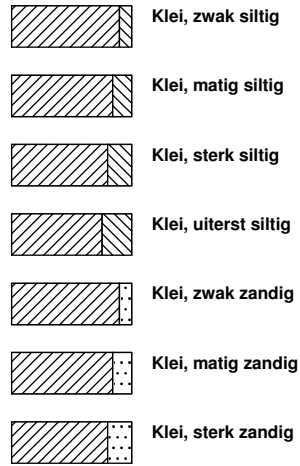 Klei, zwak siltig
Klei, matig siltig
Klei, sterk siltig
Klei, uiterst siltig
Klei, zwak zandig
Klei, matig zandig
Klei, sterk zandig